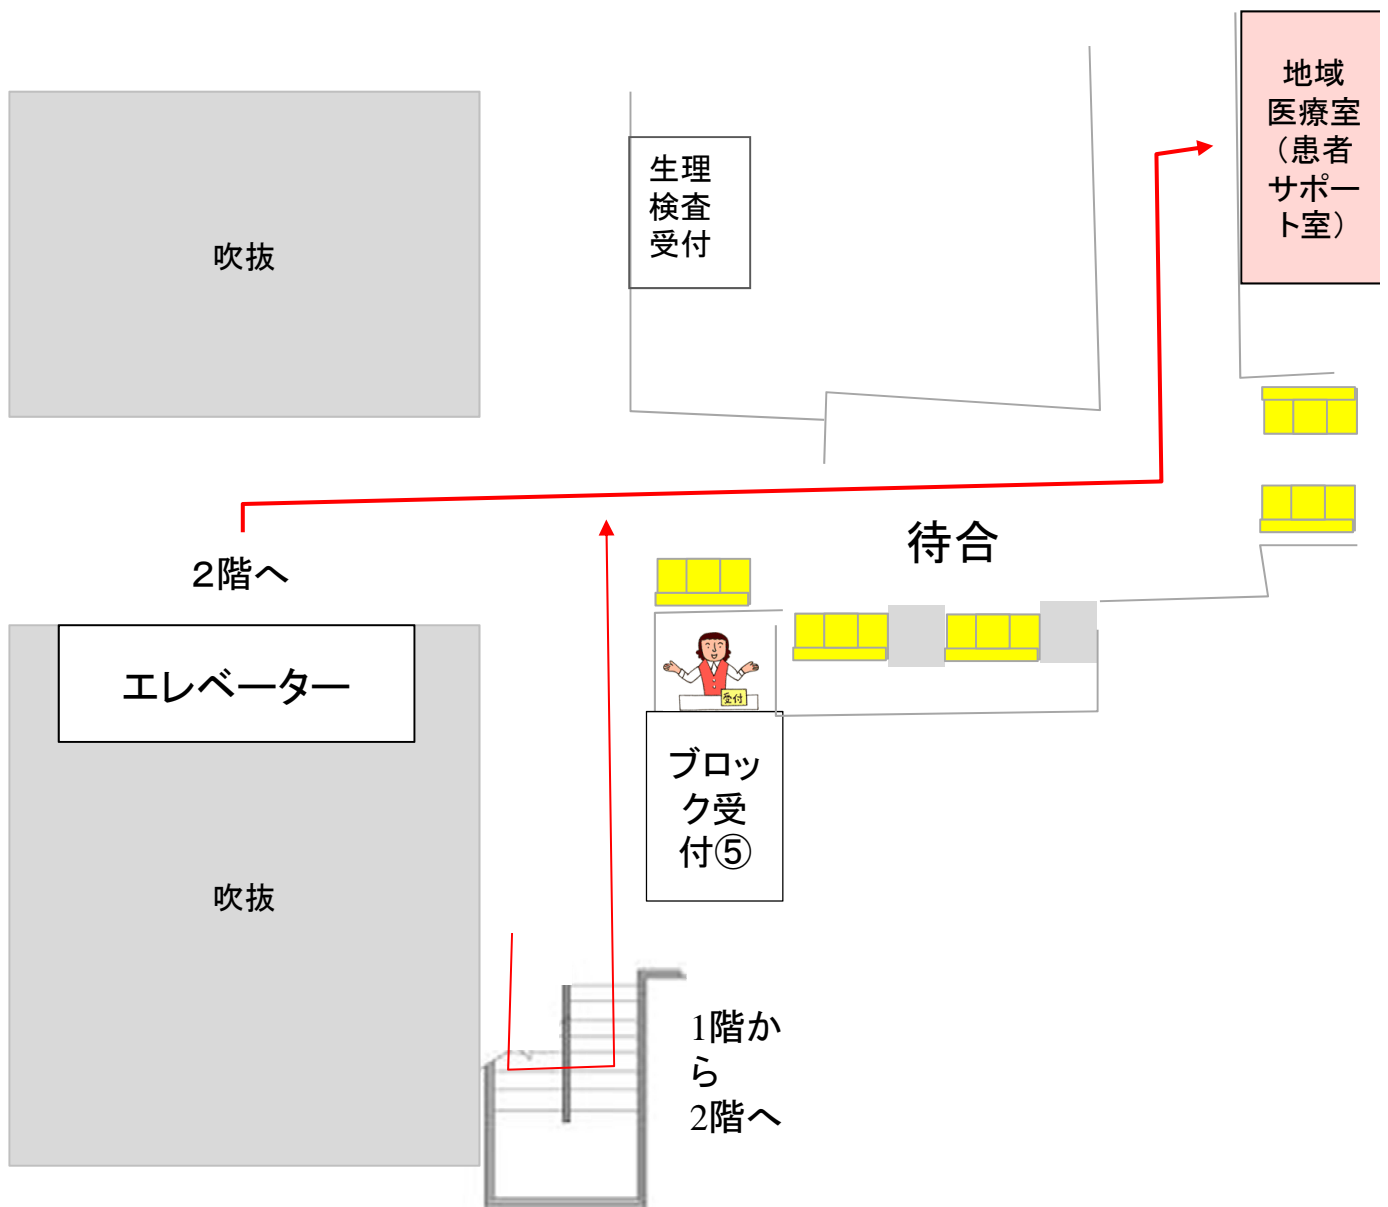 地域
医療室
（患者
サポー
ト室）
生理
検査
受付
吹抜
待合
２階へ
エレベーター
受付
ブロッ
ク受
付⑤
吹抜
1階か
ら
2階へ